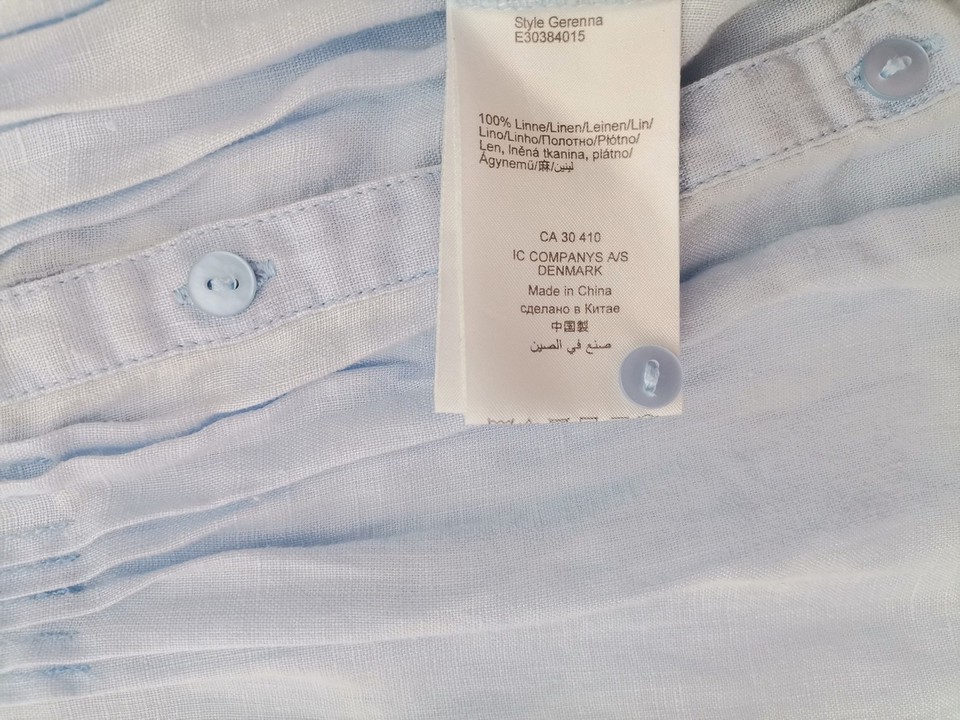 Style Gerenna
E30384015
100% Linne/Linen/Leinen/Lin/
Lino/Linho/Полотно/Płótno/
Len, lněná tkanina, plátno/
Ágynemű/麻/لينين
CA 30 410
IC COMPANYS A/S
DENMARK
Made in China
сделано в Китае
中国製
صنع في الصين